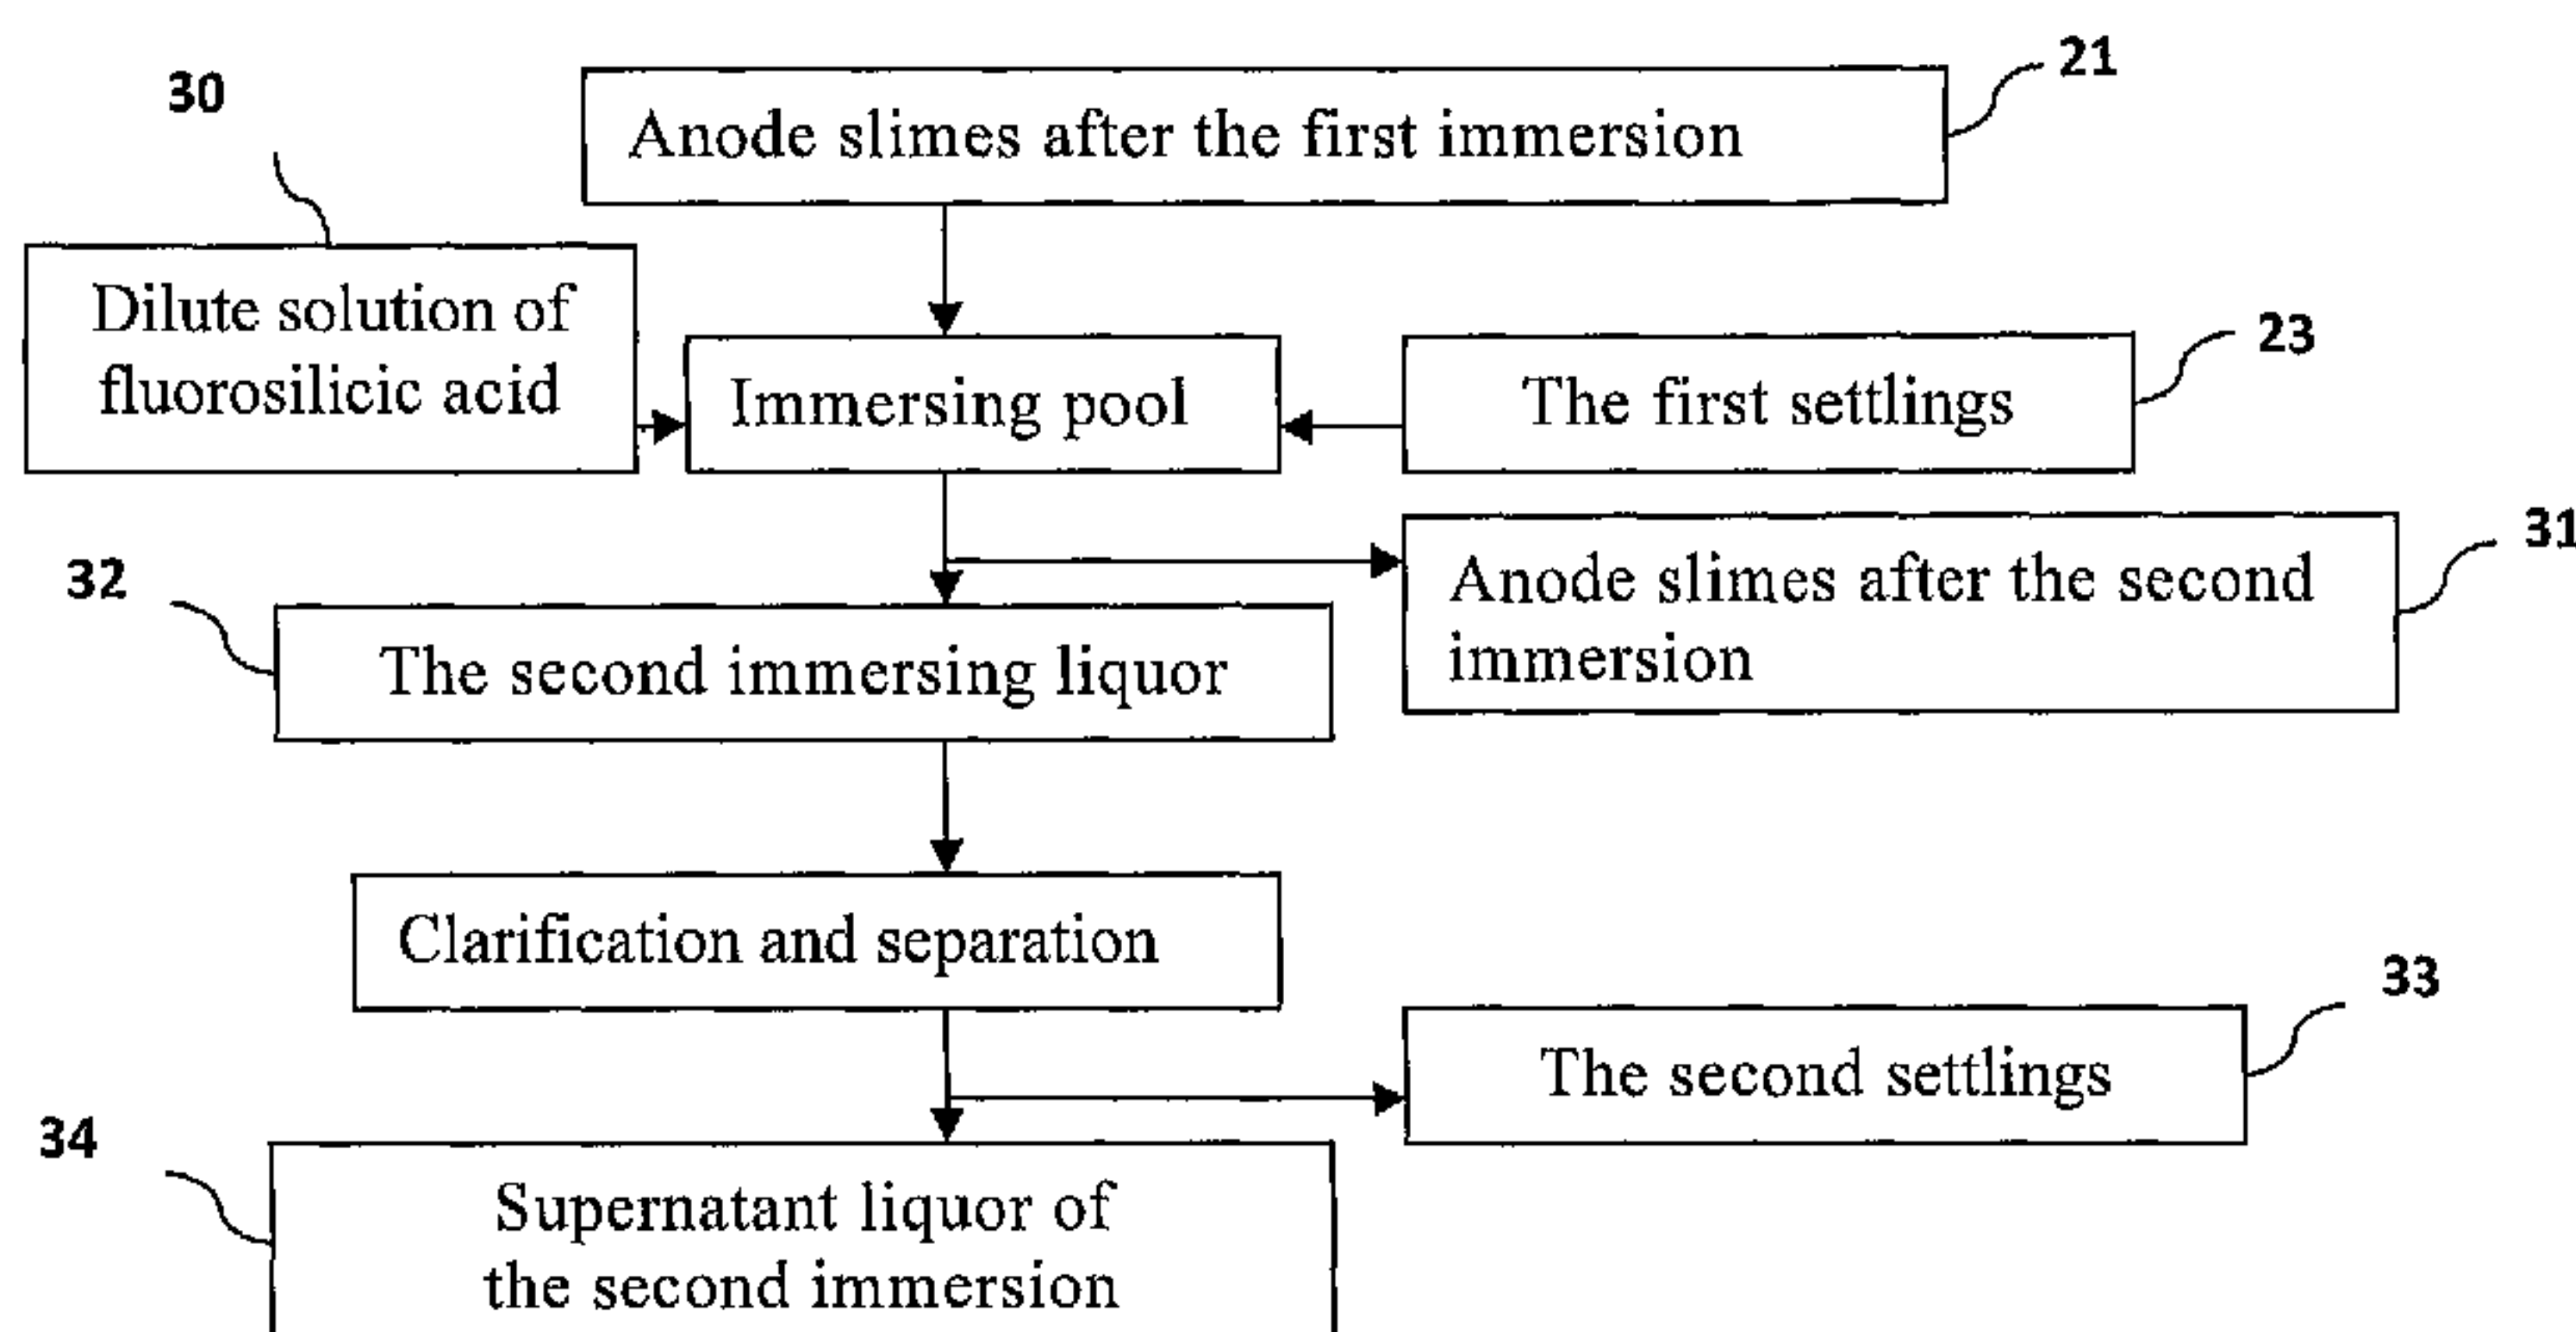 21
30
Anode slimes after the first immersion
Dilute solution of
fluorosilicic acid
23
Immersing pool
The first settlings
31
32
Anode slimes after the second
immersion
The second immersing liquor
Clarification and separation
33
The second settlings
34
Supernatant liquor of
the second immersion